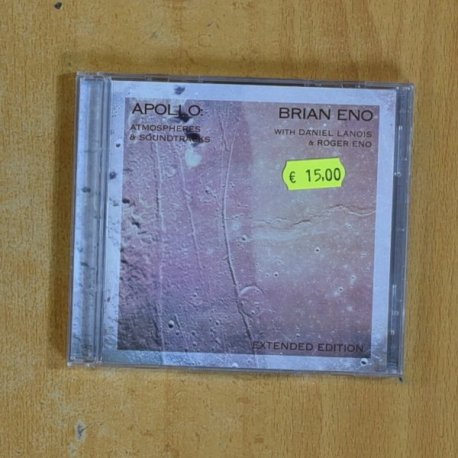 APOLLO:
ATMOSPHERES
& SOUNDTRACKS
BRIAN ENO
WITH DANIEL LANOIS
& ROGER ENO
€ 15,00
EXTENDED EDITION